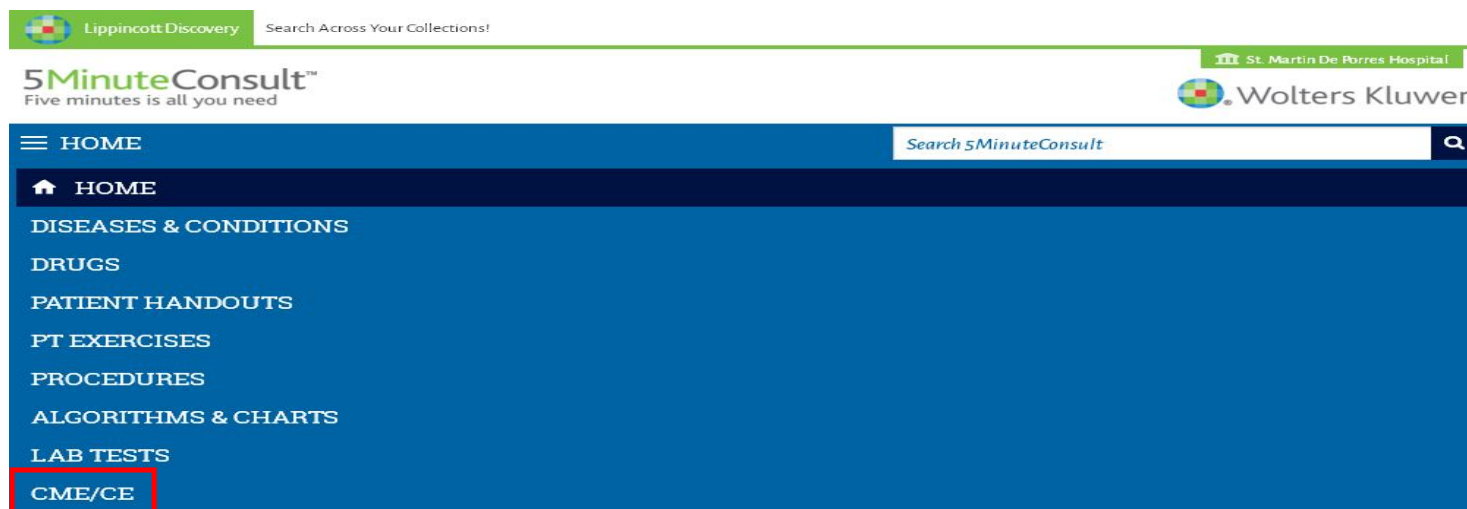 Lippincott Discovery Search Across Your Collections!
St. Martin De Porres Hospital
5MinuteConsult™
Five minutes is all you need
Wolters Kluwer
HOME
Search 5MinuteConsult
HOME
DISEASES & CONDITIONS
DRUGS
PATIENT HANDOUTS
PT EXERCISES
PROCEDURES
ALGORITHMS & CHARTS
LAB TESTS
CME/CE